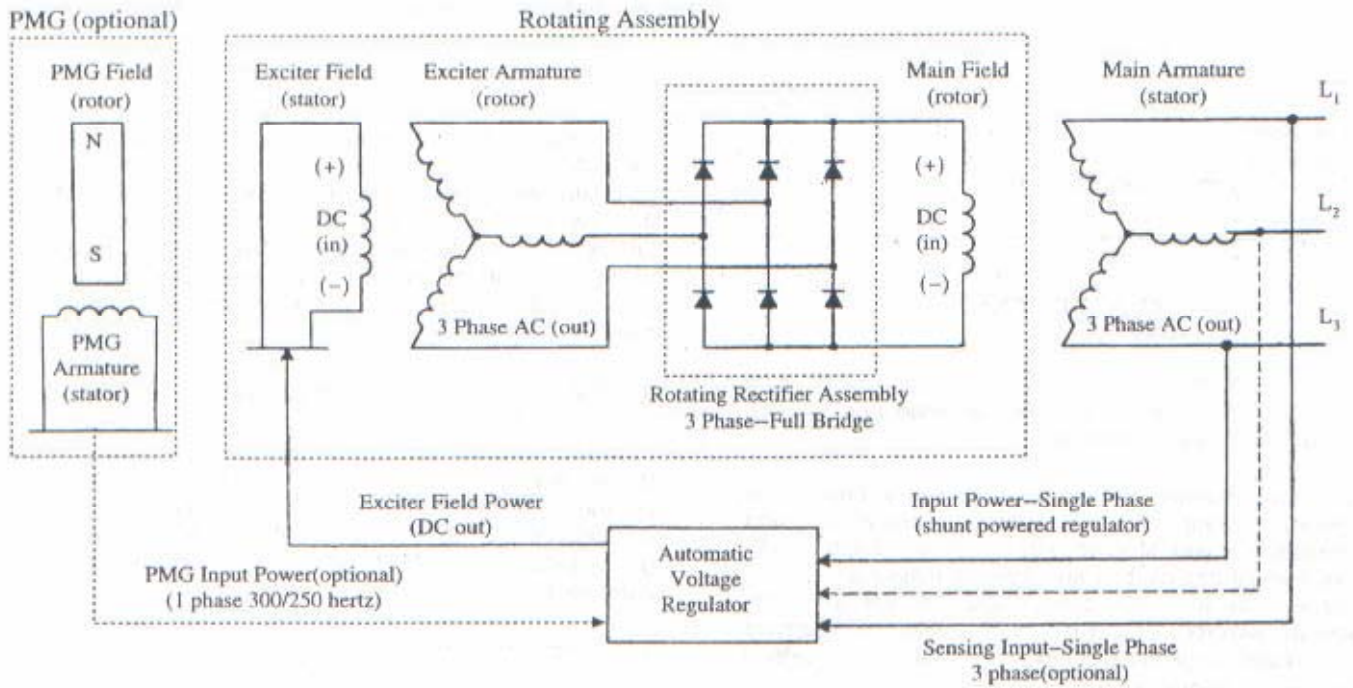 PMG (optional)
Rotating Assembly
PMG Field
(rotor)
Exciter Field
(stator)
Exciter Armature
(rotor)
Main Field
(rotor)
Main Armature
(stator)
L1
N
(+)
(+)
DC
(in)
DC
(in)
L2
S
(−)
(−)
PMG
Armature
(stator)
3 Phase AC (out)
3 Phase AC (out)
L3
Rotating Rectifier Assembly
3 Phase–Full Bridge
Exciter Field Power
(DC out)
Input Power–Single Phase
(shunt powered regulator)
Automatic
Voltage
Regulator
PMG Input Power(optional)
(1 phase 300/250 hertz)
Sensing Input–Single Phase
3 phase(optional)